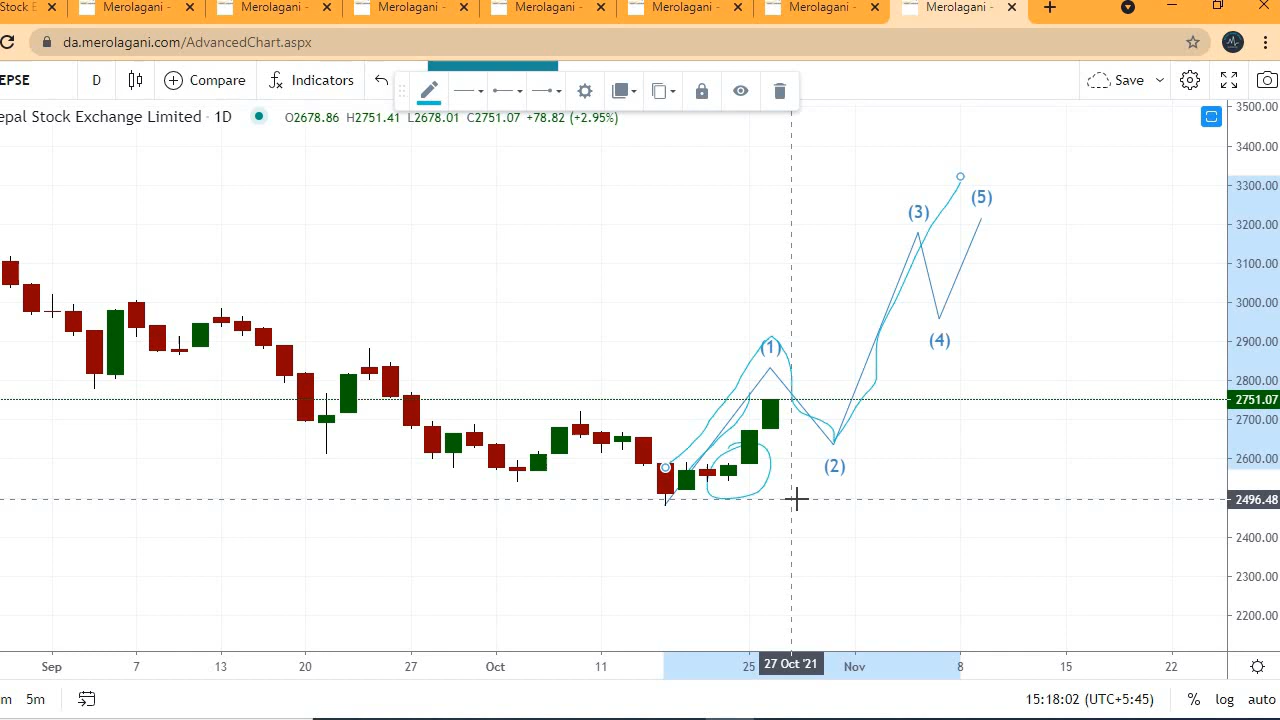 Stock E
Merolagani -
Merolagani -
Merolagani -
Merolagani -
Merolagani -
Merolagani -
Merolagani -
da.merolagani.com/AdvancedChart.aspx
EPSE
D
Compare
Indicators
Save
epal Stock Exchange Limited · 1D
O2678.86 H2751.41 L2678.01 C2751.07 +78.82 (+2.95%)
3500.00
3400.00
3300.00
3200.00
3100.00
3000.00
2900.00
2800.00
2751.07
2700.00
2600.00
2496.48
2400.00
2300.00
2200.00
(1)
(2)
(3)
(4)
(5)
Sep 7 13 20 27 Oct 11 25 27 Oct '21 Nov 8 15 22
m 5m
15:18:02 (UTC+5:45) % log auto